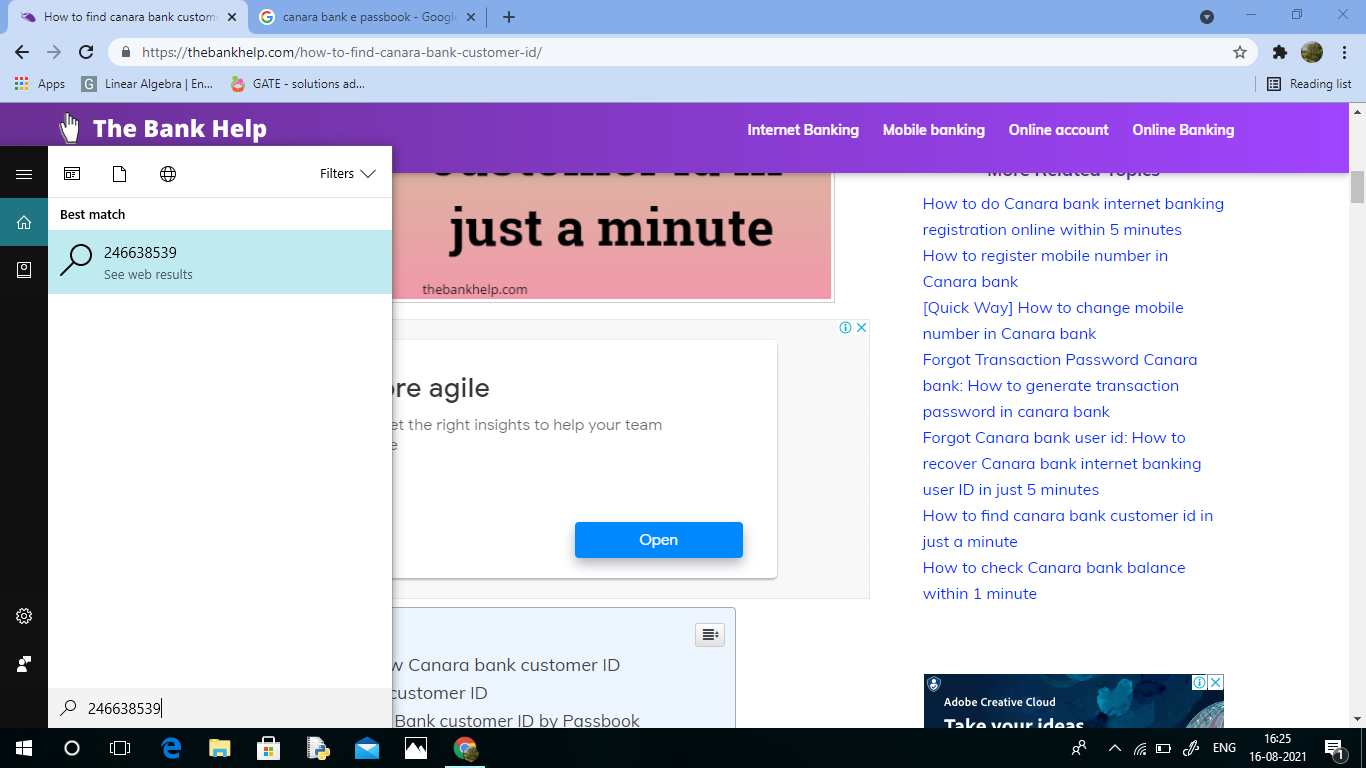 How to find canara bank custom
canara bank e passbook - Google
https://thebankhelp.com/how-to-find-canara-bank-customer-id/
Apps
G
Linear Algebra | En...
GATE - solutions ad...
Reading list
The Bank Help
Internet Banking
Mobile banking
Online account
Online Banking
Filters
Best match
246638539
See web results
246638539
customer id in
just a minute
thebankhelp.com
re agile
et the right insights to help your team
e
Open
w Canara bank customer ID
customer ID
Bank customer ID by Passbook
More Related Topics
How to do Canara bank internet banking
registration online within 5 minutes
How to register mobile number in
Canara bank
[Quick Way] How to change mobile
number in Canara bank
Forgot Transaction Password Canara
bank: How to generate transaction
password in canara bank
Forgot Canara bank user id: How to
recover Canara bank internet banking
user ID in just 5 minutes
How to find canara bank customer id in
just a minute
How to check Canara bank balance
within 1 minute
Adobe Creative Cloud
Take your ideas
ENG
16:25
16-08-2021
1